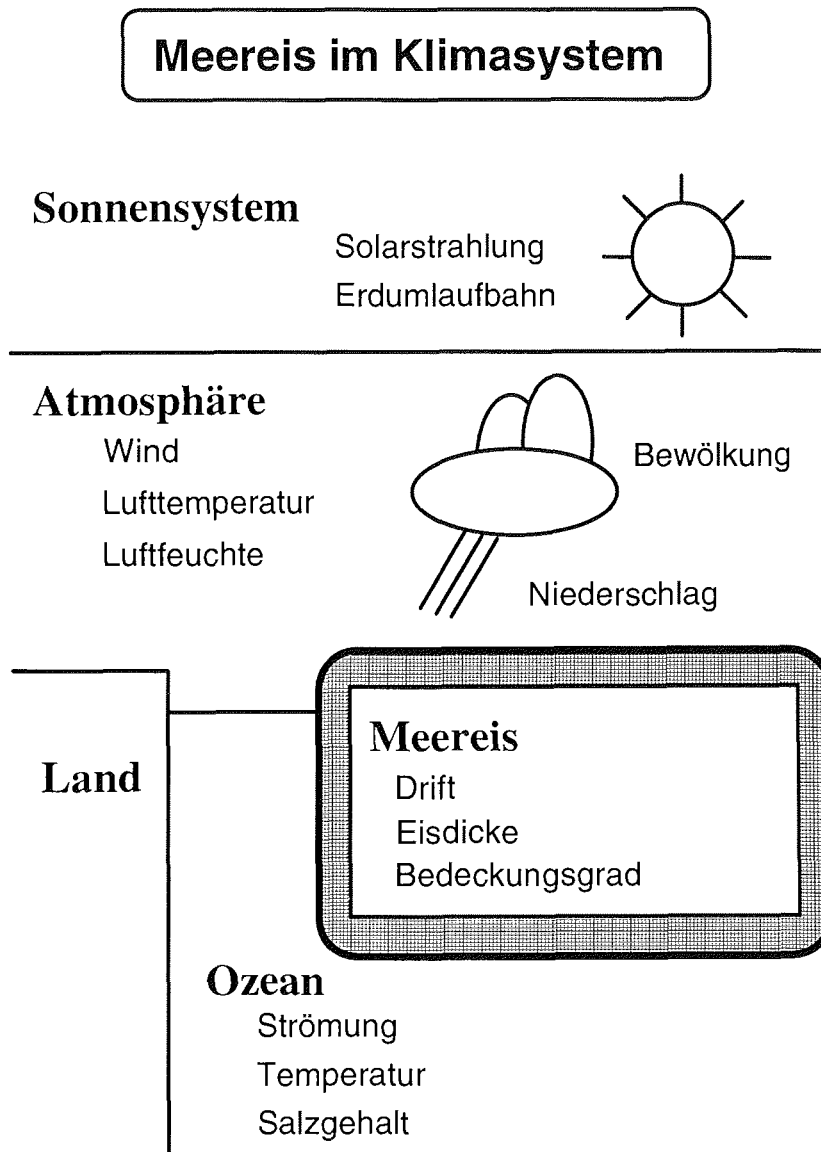 Meereis im Klimasystem
Sonnensystem
Solarstrahlung
Erdumlaufbahn
Atmosphäre
Wind
Lufttemperatur
Luftfeuchte
Bewölkung
Niederschlag
Land
Meereis
Drift
Eisdicke
Bedeckungsgrad
Ozean
Strömung
Temperatur
Salzgehalt